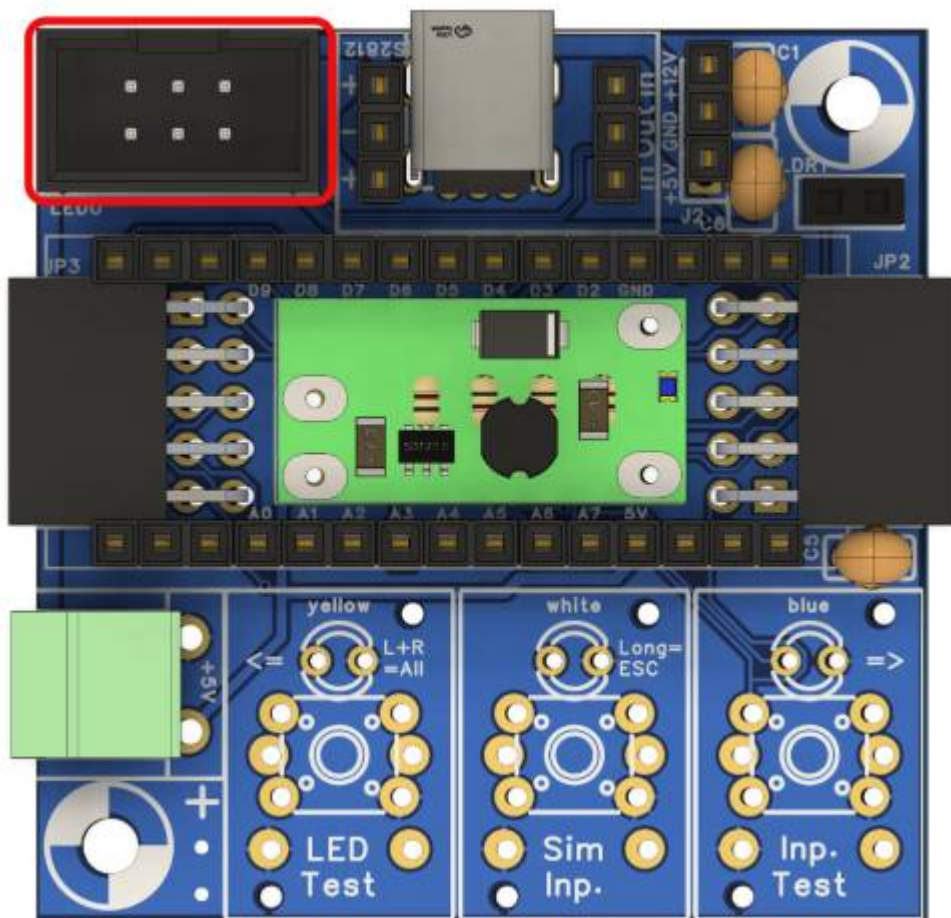 S2812
+
-
+
In Out In
+5V GND +12V
C1
J2
C6
LED0
JP3
JP2
D9 D8 D7 D6 D5 D4 D3 D2 GND
A0 A1 A2 A3 A4 A5 A6 A7 5V
C5
+5V
yellow
<=
L+R
=All
LED
Test
white
Long=
ESC
Sim
Inp.
blue
=>
Inp.
Test
+